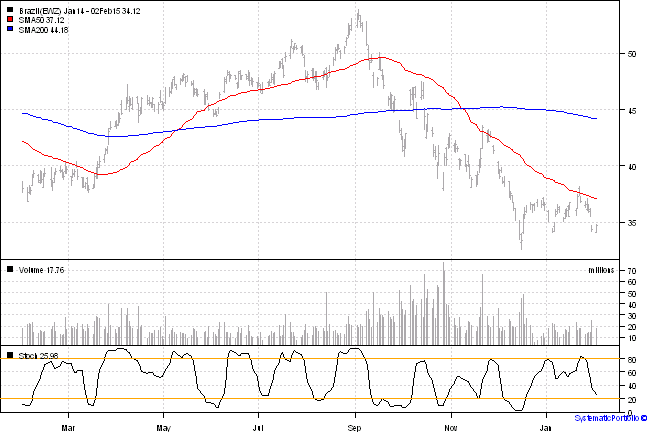 Brazil(EWZ) Jan14 - 02Feb15 34.12
SMA50 37.12
SMA200 44.18
50
45
40
35
Volume 17.76
millions
70
60
50
40
30
20
10
Stoch 25.98
80
60
40
20
0
Mar May Jul Sep Nov Jan
SystematicPortfolio ©